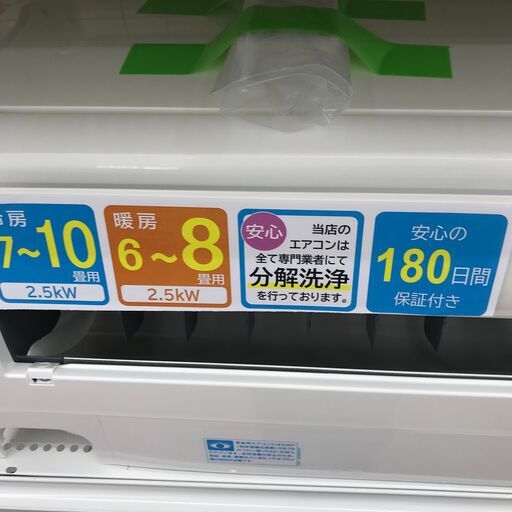 冷房
7~10
畳用
2.5kW
暖房
6~8
畳用
2.5kW
安心
当店の
エアコンは
全て専門業者にて
分解洗浄
を行っております。
安心の
180日間
保証付き